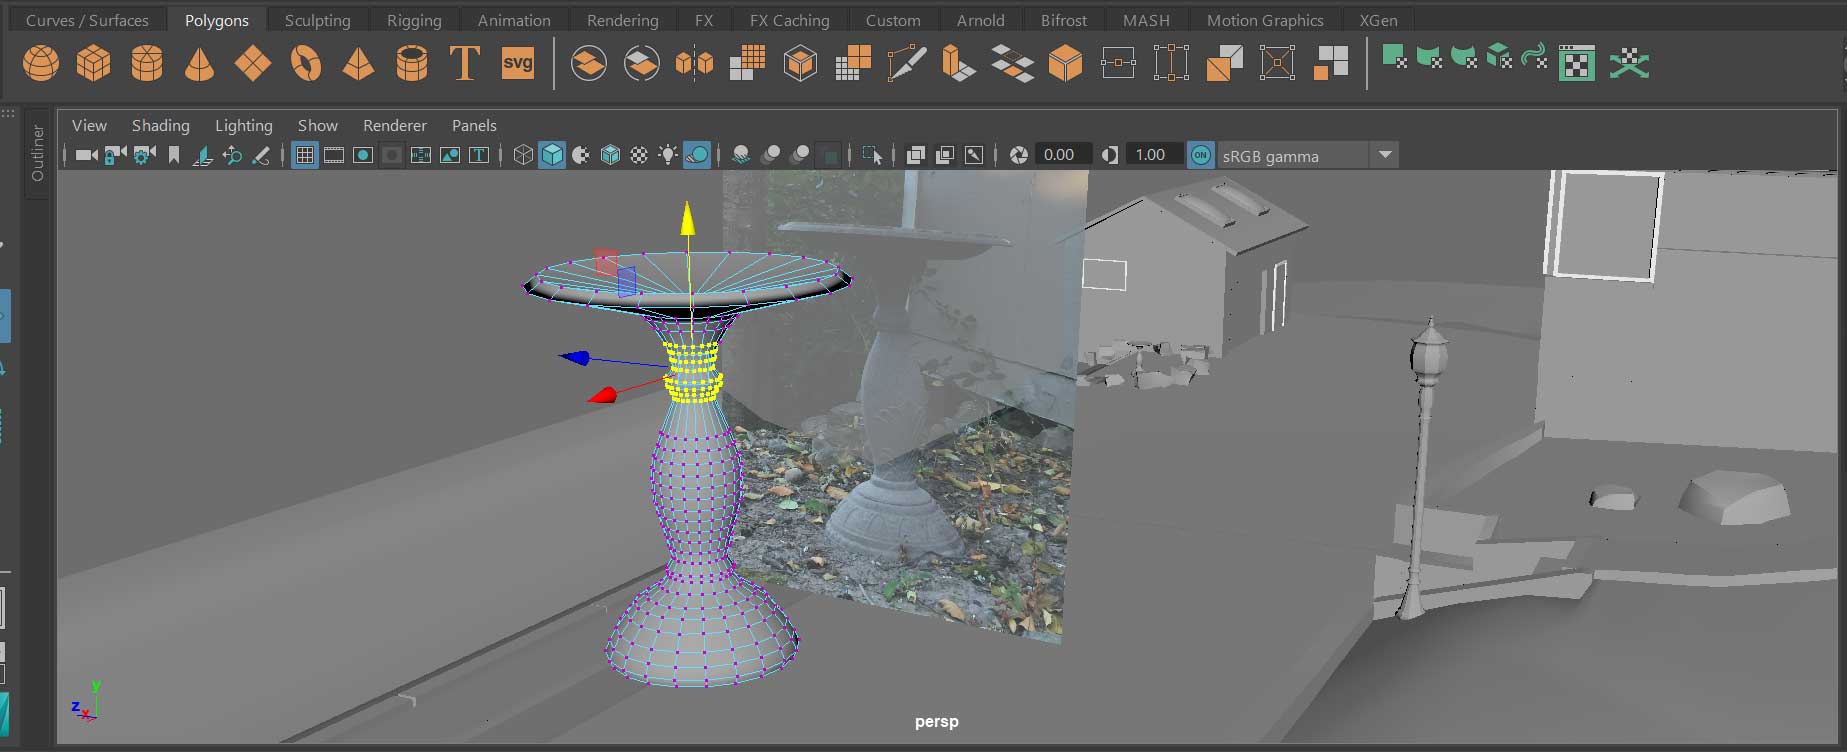 Curves / Surfaces Polygons Sculpting Rigging Animation Rendering FX FX Caching Custom Arnold Bifrost MASH Motion Graphics XGen
T svg
Outliner
View Shading Lighting Show Renderer Panels
T 0.00 1.00 ON sRGB gamma
y
z x
persp